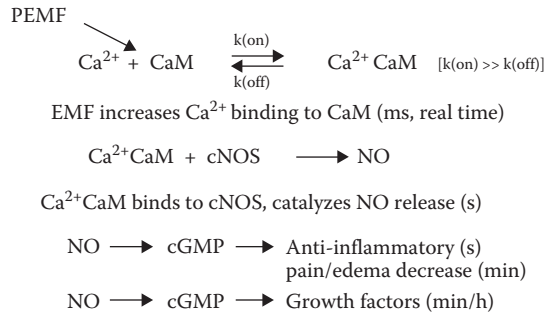 PEMF
k(on)
Ca²⁺ + CaM ⇌ Ca²⁺ CaM [k(on) >> k(off)]
k(off)
EMF increases Ca²⁺ binding to CaM (ms, real time)
Ca²⁺CaM + cNOS → NO
Ca²⁺CaM binds to cNOS, catalyzes NO release (s)
NO → cGMP → Anti-inflammatory (s)
pain/edema decrease (min)
NO → cGMP → Growth factors (min/h)